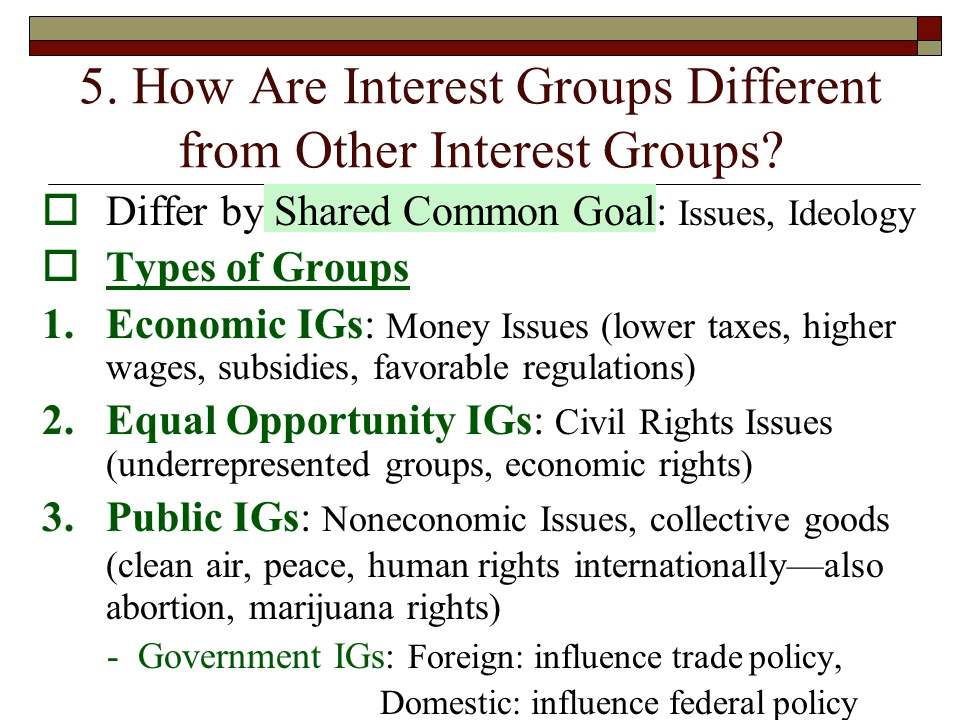 5. How Are Interest Groups Different
from Other Interest Groups?
Differ by Shared Common Goal: Issues, Ideology
Types of Groups
1. Economic IGs: Money Issues (lower taxes, higher
wages, subsidies, favorable regulations)
2. Equal Opportunity IGs: Civil Rights Issues
(underrepresented groups, economic rights)
3. Public IGs: Noneconomic Issues, collective goods
(clean air, peace, human rights internationally—also
abortion, marijuana rights)
- Government IGs: Foreign: influence trade policy,
Domestic: influence federal policy